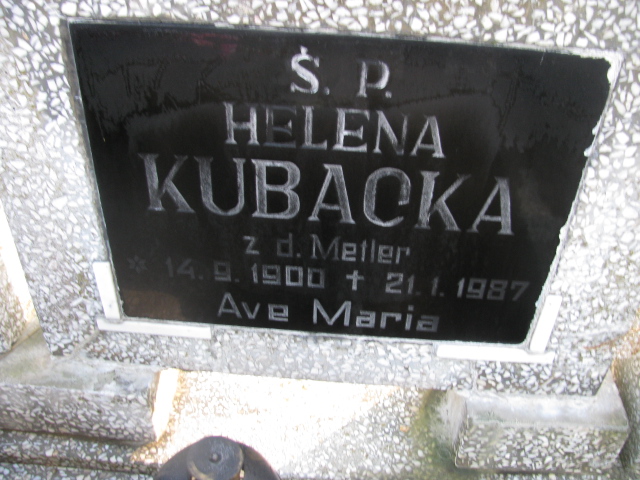 Ś. P.
HELENA
KUBACKA
z d. Metler
* 14. 9. 1900 + 21. 1. 1987
Ave Maria